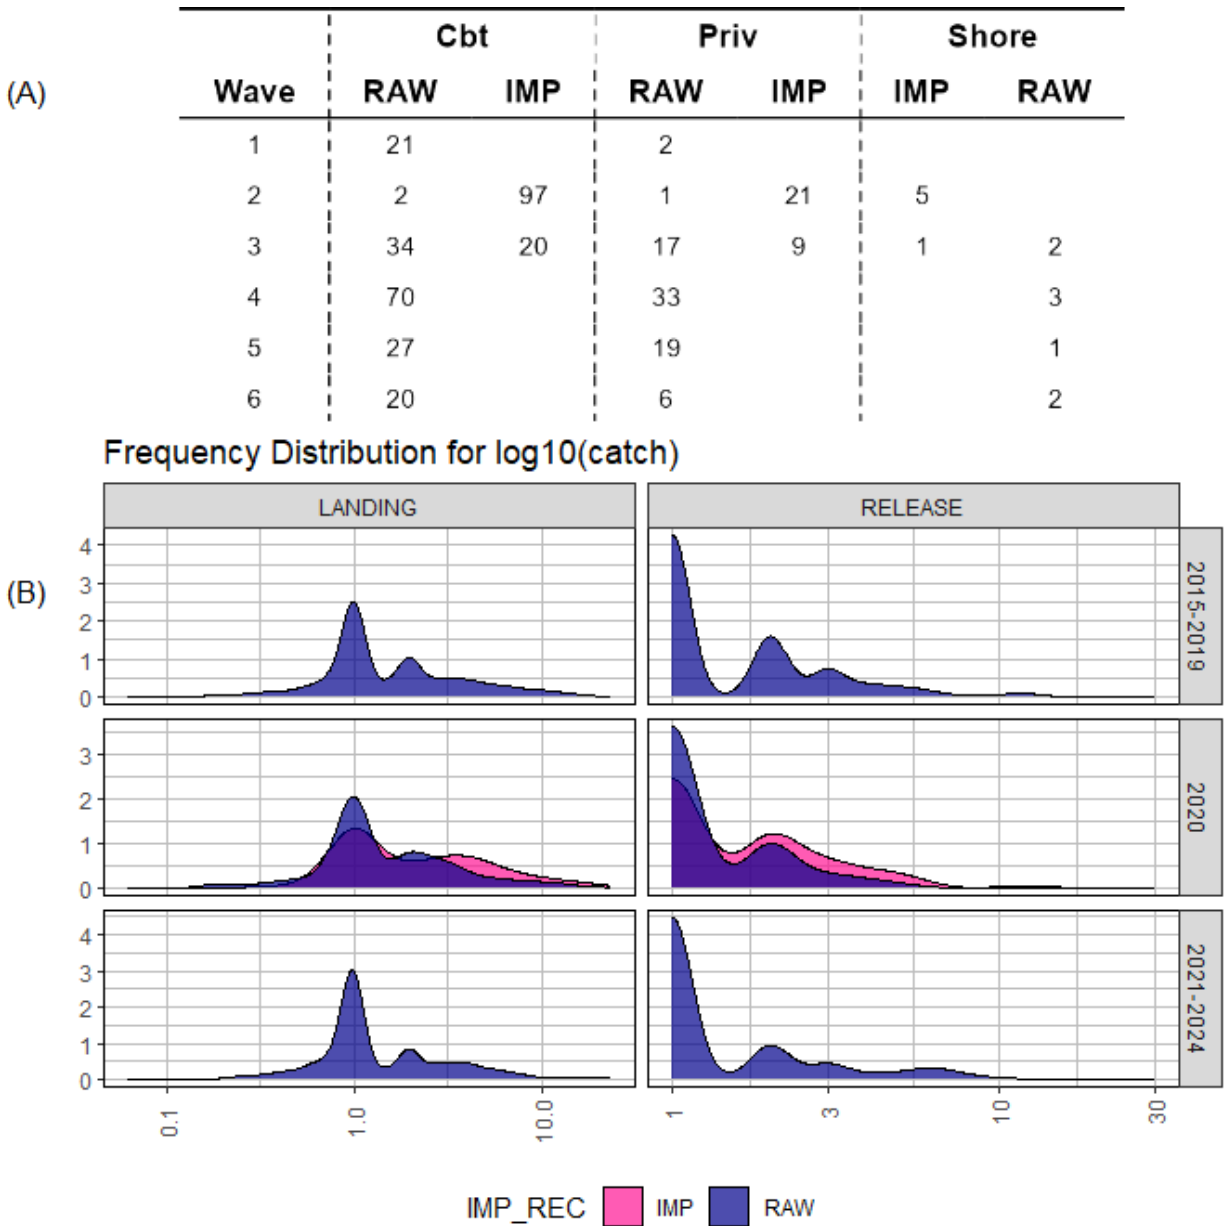 (A)
Cbt Priv Shore
Wave RAW IMP RAW IMP IMP RAW
1 21 2
2 2 97 1 21 5
3 34 20 17 9 1 2
4 70 33 3
5 27 19 1
6 20 6 2
Frequency Distribution for log10(catch)
(B)
LANDING RELEASE
4
3
2
1
0
2015-2019
3
2
1
0
2020
4
3
2
1
0
2021-2024
0.1 1.0 10.0 1 3 10 30
IMP_REC IMP RAW